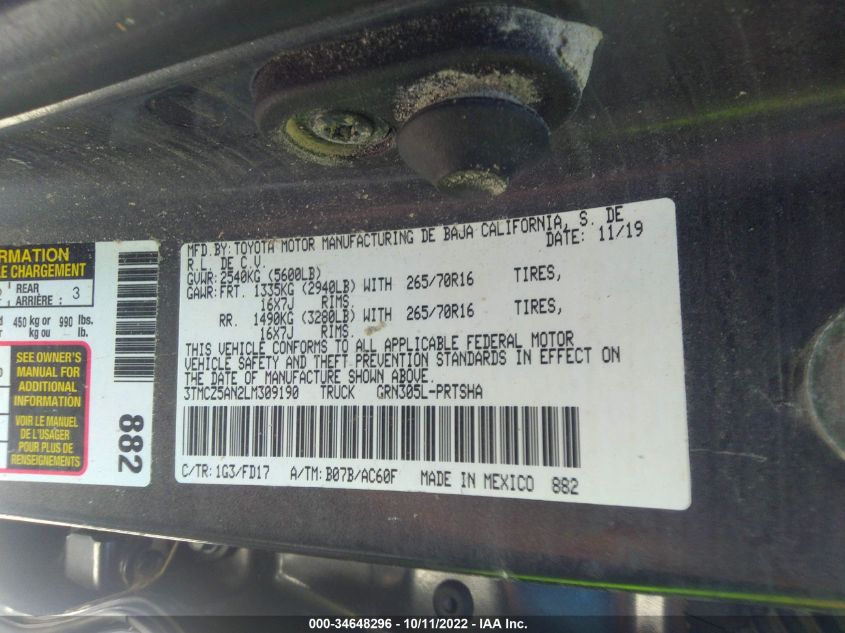 MFD. BY: TOYOTA MOTOR MANUFACTURING DE BAJA CALIFORNIA, S. DE
R.L. DE C.V. DATE: 11/19
GVWR: 2540KG (5600LB)
GAWR: FRT. 1335KG (2940LB) WITH 265/70R16 TIRES,
16X7J RIMS.
RR. 1490KG (3280LB) WITH 265/70R16 TIRES,
16X7J RIMS.
THIS VEHICLE CONFORMS TO ALL APPLICABLE FEDERAL MOTOR
VEHICLE SAFETY AND THEFT PREVENTION STANDARDS IN EFFECT ON
THE DATE OF MANUFACTURE SHOWN ABOVE.
3TMCZ5AN2LM309190 TRUCK GRN305L-PRTSHA
C/TR: 1G3/FD17 A/TM: B07B/AC60F MADE IN MEXICO 882
CHARGEMENT
REAR
ARRIÈRE : 3
450 kg or 990 lbs.
kg ou lb.
SEE OWNER'S
MANUAL FOR
ADDITIONAL
INFORMATION
VOIR LE MANUEL
DE L'USAGER
POUR PLUS DE
RENSEIGNEMENTS
882
000-34648296 - 10/11/2022 - IAA Inc.